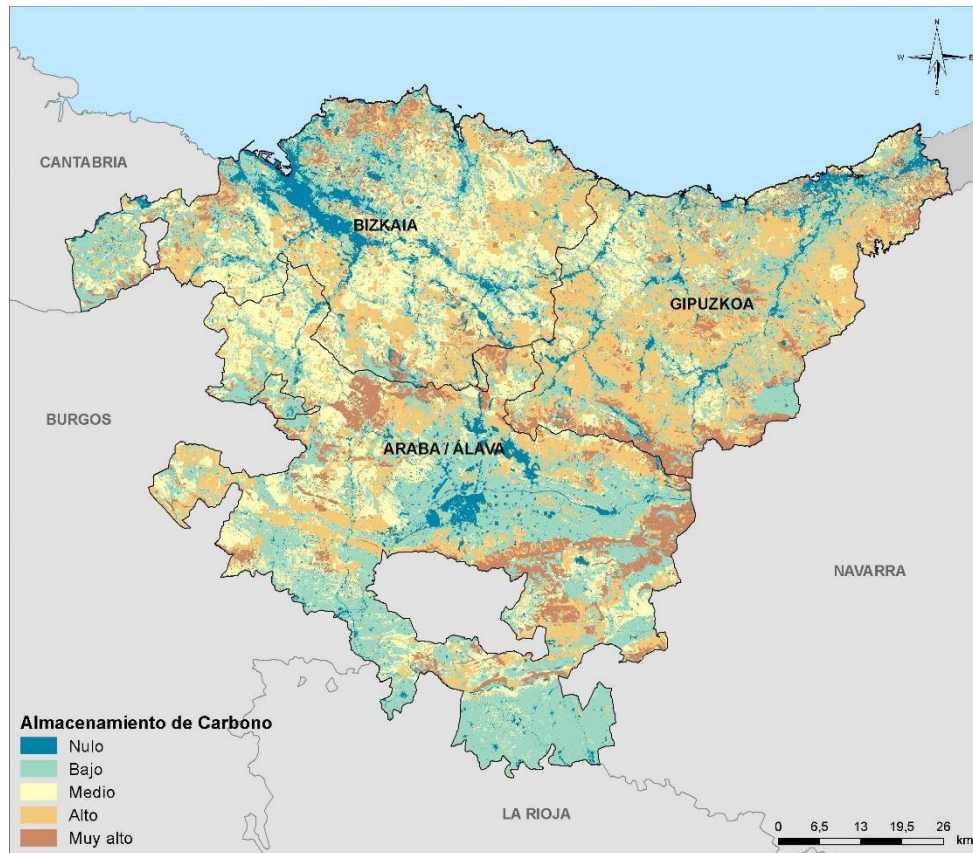 N
W
E
S
CANTABRIA
BIZKAIA
GIPUZKOA
BURGOS
ARABA / ÁLAVA
NAVARRA
LA RIOJA
Almacenamiento de Carbono
Nulo
Bajo
Medio
Alto
Muy alto
0 6,5 13 19,5 26
km